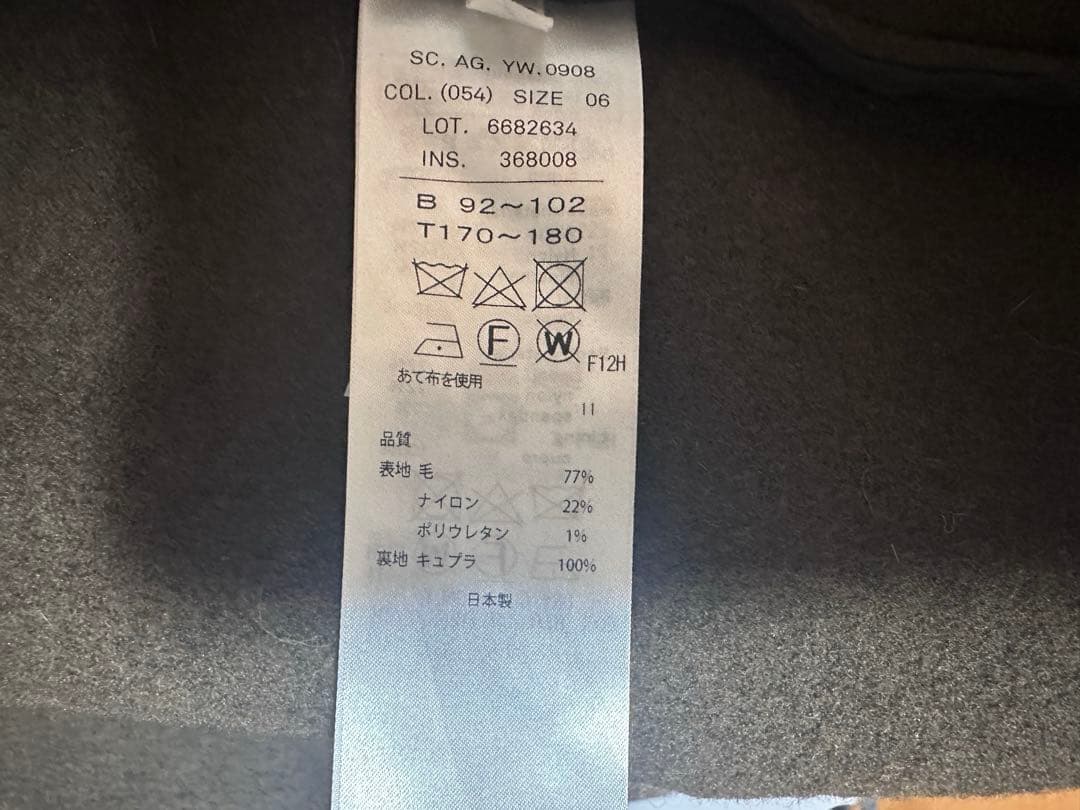 SC. AG. YW.0908
COL. (054) SIZE 06
LOT. 6682634
INS. 368008
B 92～102
T170～180
F W F12H
あて布を使用
11
品質
表地 毛 77%
ナイロン 22%
ポリウレタン 1%
裏地 キュプラ 100%
日本製